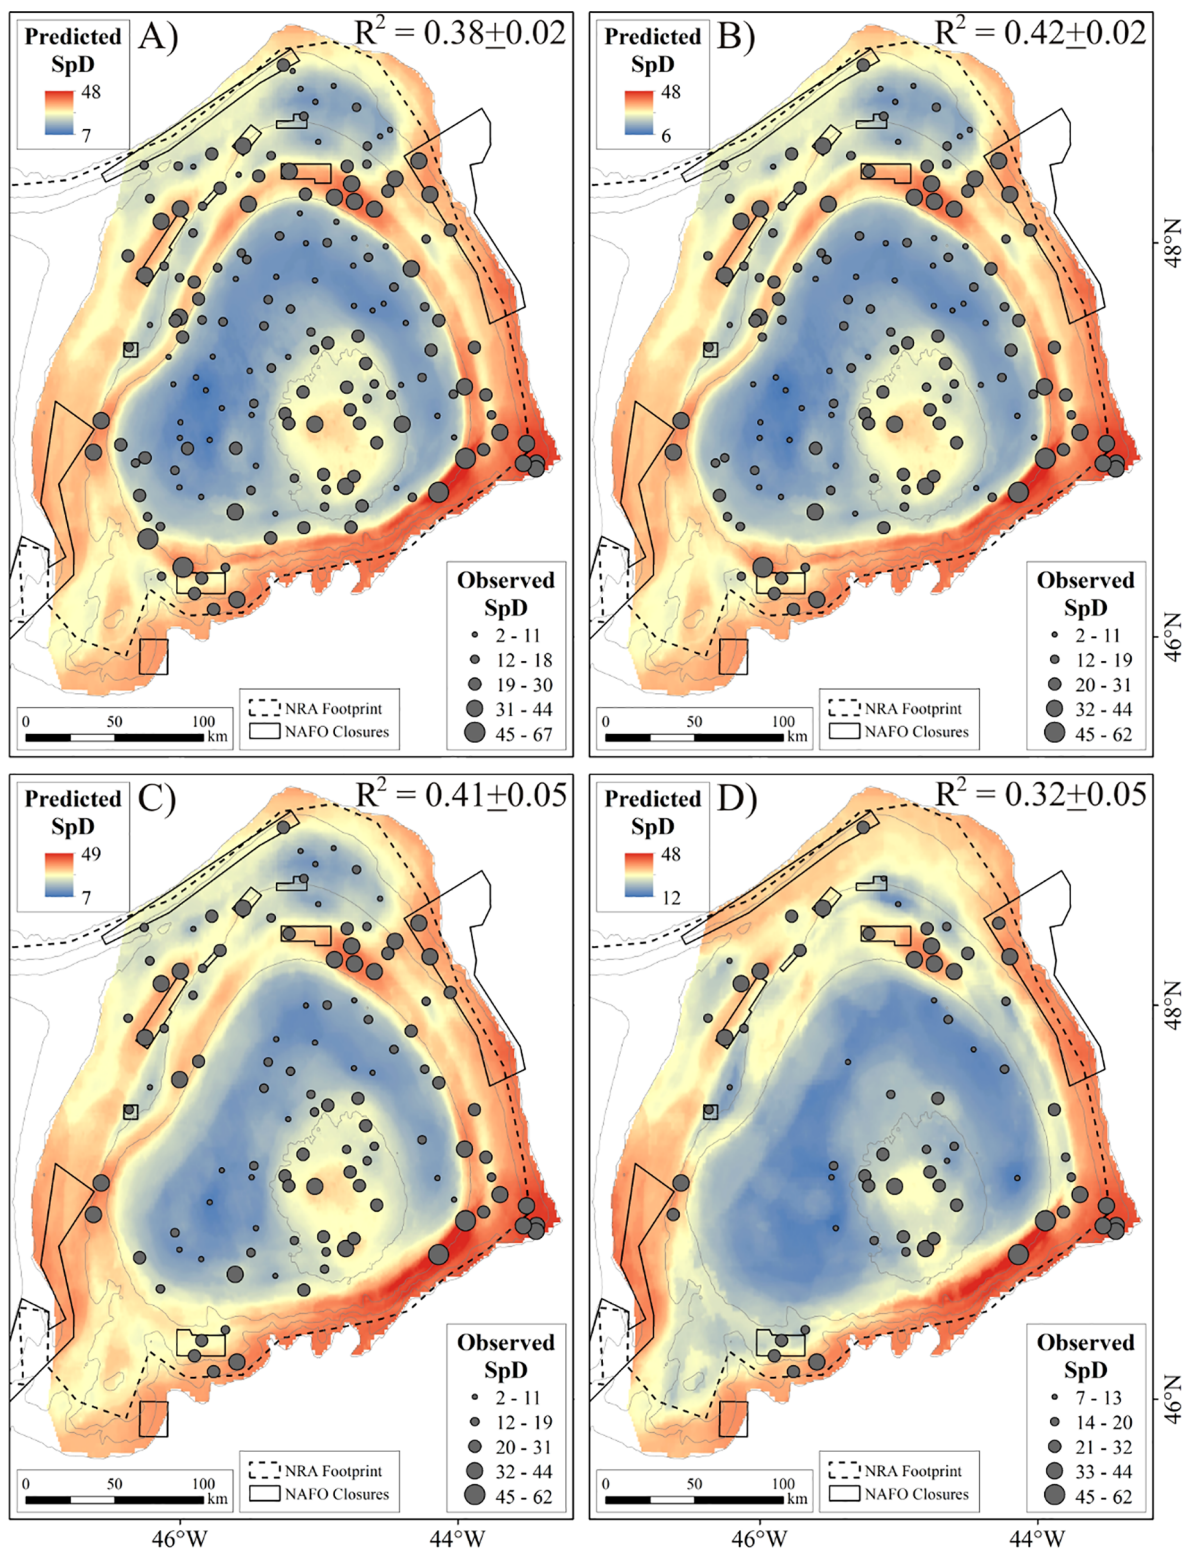 Predicted
SpD
48
7
A)
R² = 0.38±0.02
Observed
SpD
2 - 11
12 - 18
19 - 30
31 - 44
45 - 67
NRA Footprint
NAFO Closures
0 50 100
km
Predicted
SpD
48
6
B)
R² = 0.42±0.02
48°N
46°N
Observed
SpD
2 - 11
12 - 19
20 - 31
32 - 44
45 - 62
NRA Footprint
NAFO Closures
0 50 100
km
Predicted
SpD
49
7
C)
R² = 0.41±0.05
Observed
SpD
2 - 11
12 - 19
20 - 31
32 - 44
45 - 62
NRA Footprint
NAFO Closures
0 50 100
km
46°W 44°W
Predicted
SpD
48
12
D)
R² = 0.32±0.05
48°N
46°N
Observed
SpD
7 - 13
14 - 20
21 - 32
33 - 44
45 - 62
NRA Footprint
NAFO Closures
0 50 100
km
46°W 44°W